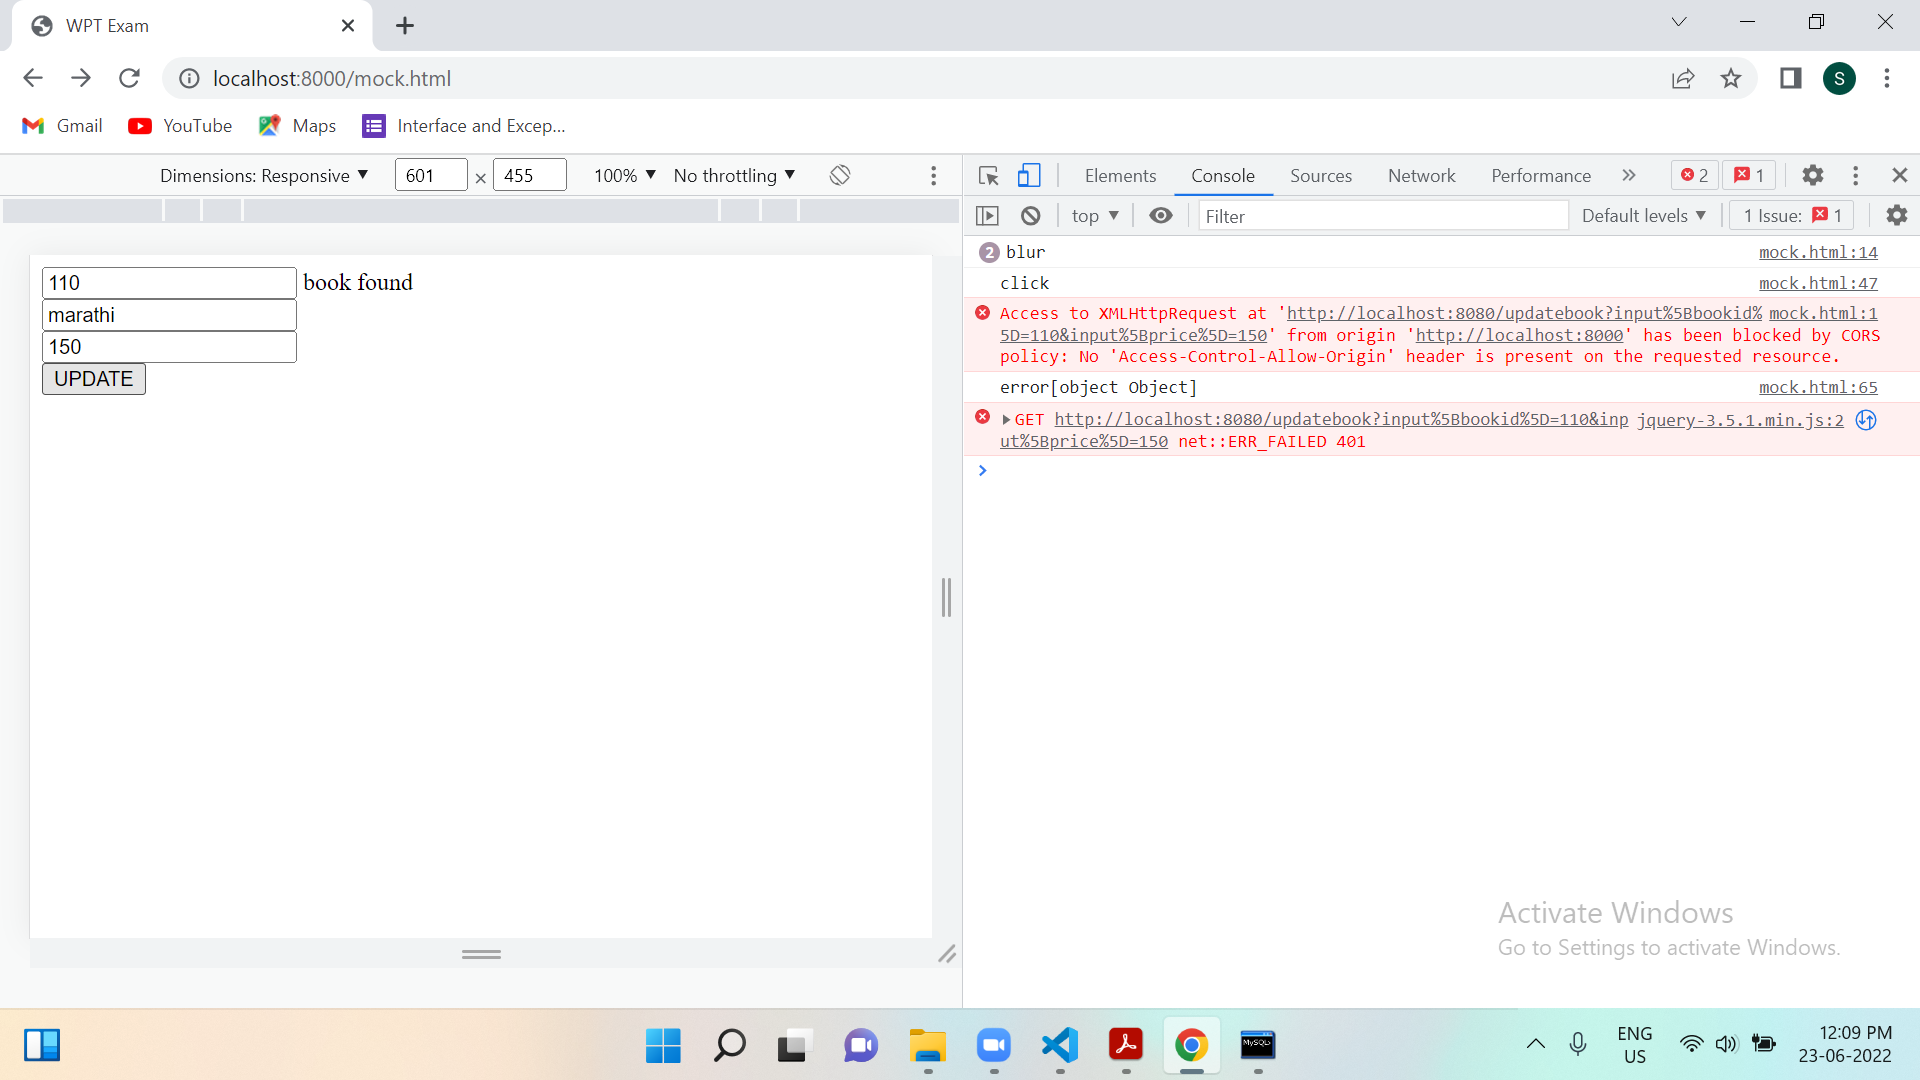 WPT Exam
localhost:8000/mock.html
S
Gmail
YouTube
Maps
Interface and Excep...
Dimensions: Responsive ▼ 601 × 455 100% ▼ No throttling ▼
Elements Console Sources Network Performance » 2 1
top ▼ Filter Default levels ▼ 1 Issue: 1
110 book found
marathi
150
UPDATE
2 blur mock.html:14
click mock.html:47
Access to XMLHttpRequest at 'http://localhost:8080/updatebook?input%5Bbookid% mock.html:1
5D=110&input%5Bprice%5D=150' from origin 'http://localhost:8000' has been blocked by CORS
policy: No 'Access-Control-Allow-Origin' header is present on the requested resource.
error[object Object] mock.html:65
GET http://localhost:8080/updatebook?input%5Bbookid%5D=110&inp jquery-3.5.1.min.js:2
ut%5Bprice%5D=150 net::ERR_FAILED 401
Activate Windows
Go to Settings to activate Windows.
MySQL
ENG
US
12:09 PM
23-06-2022